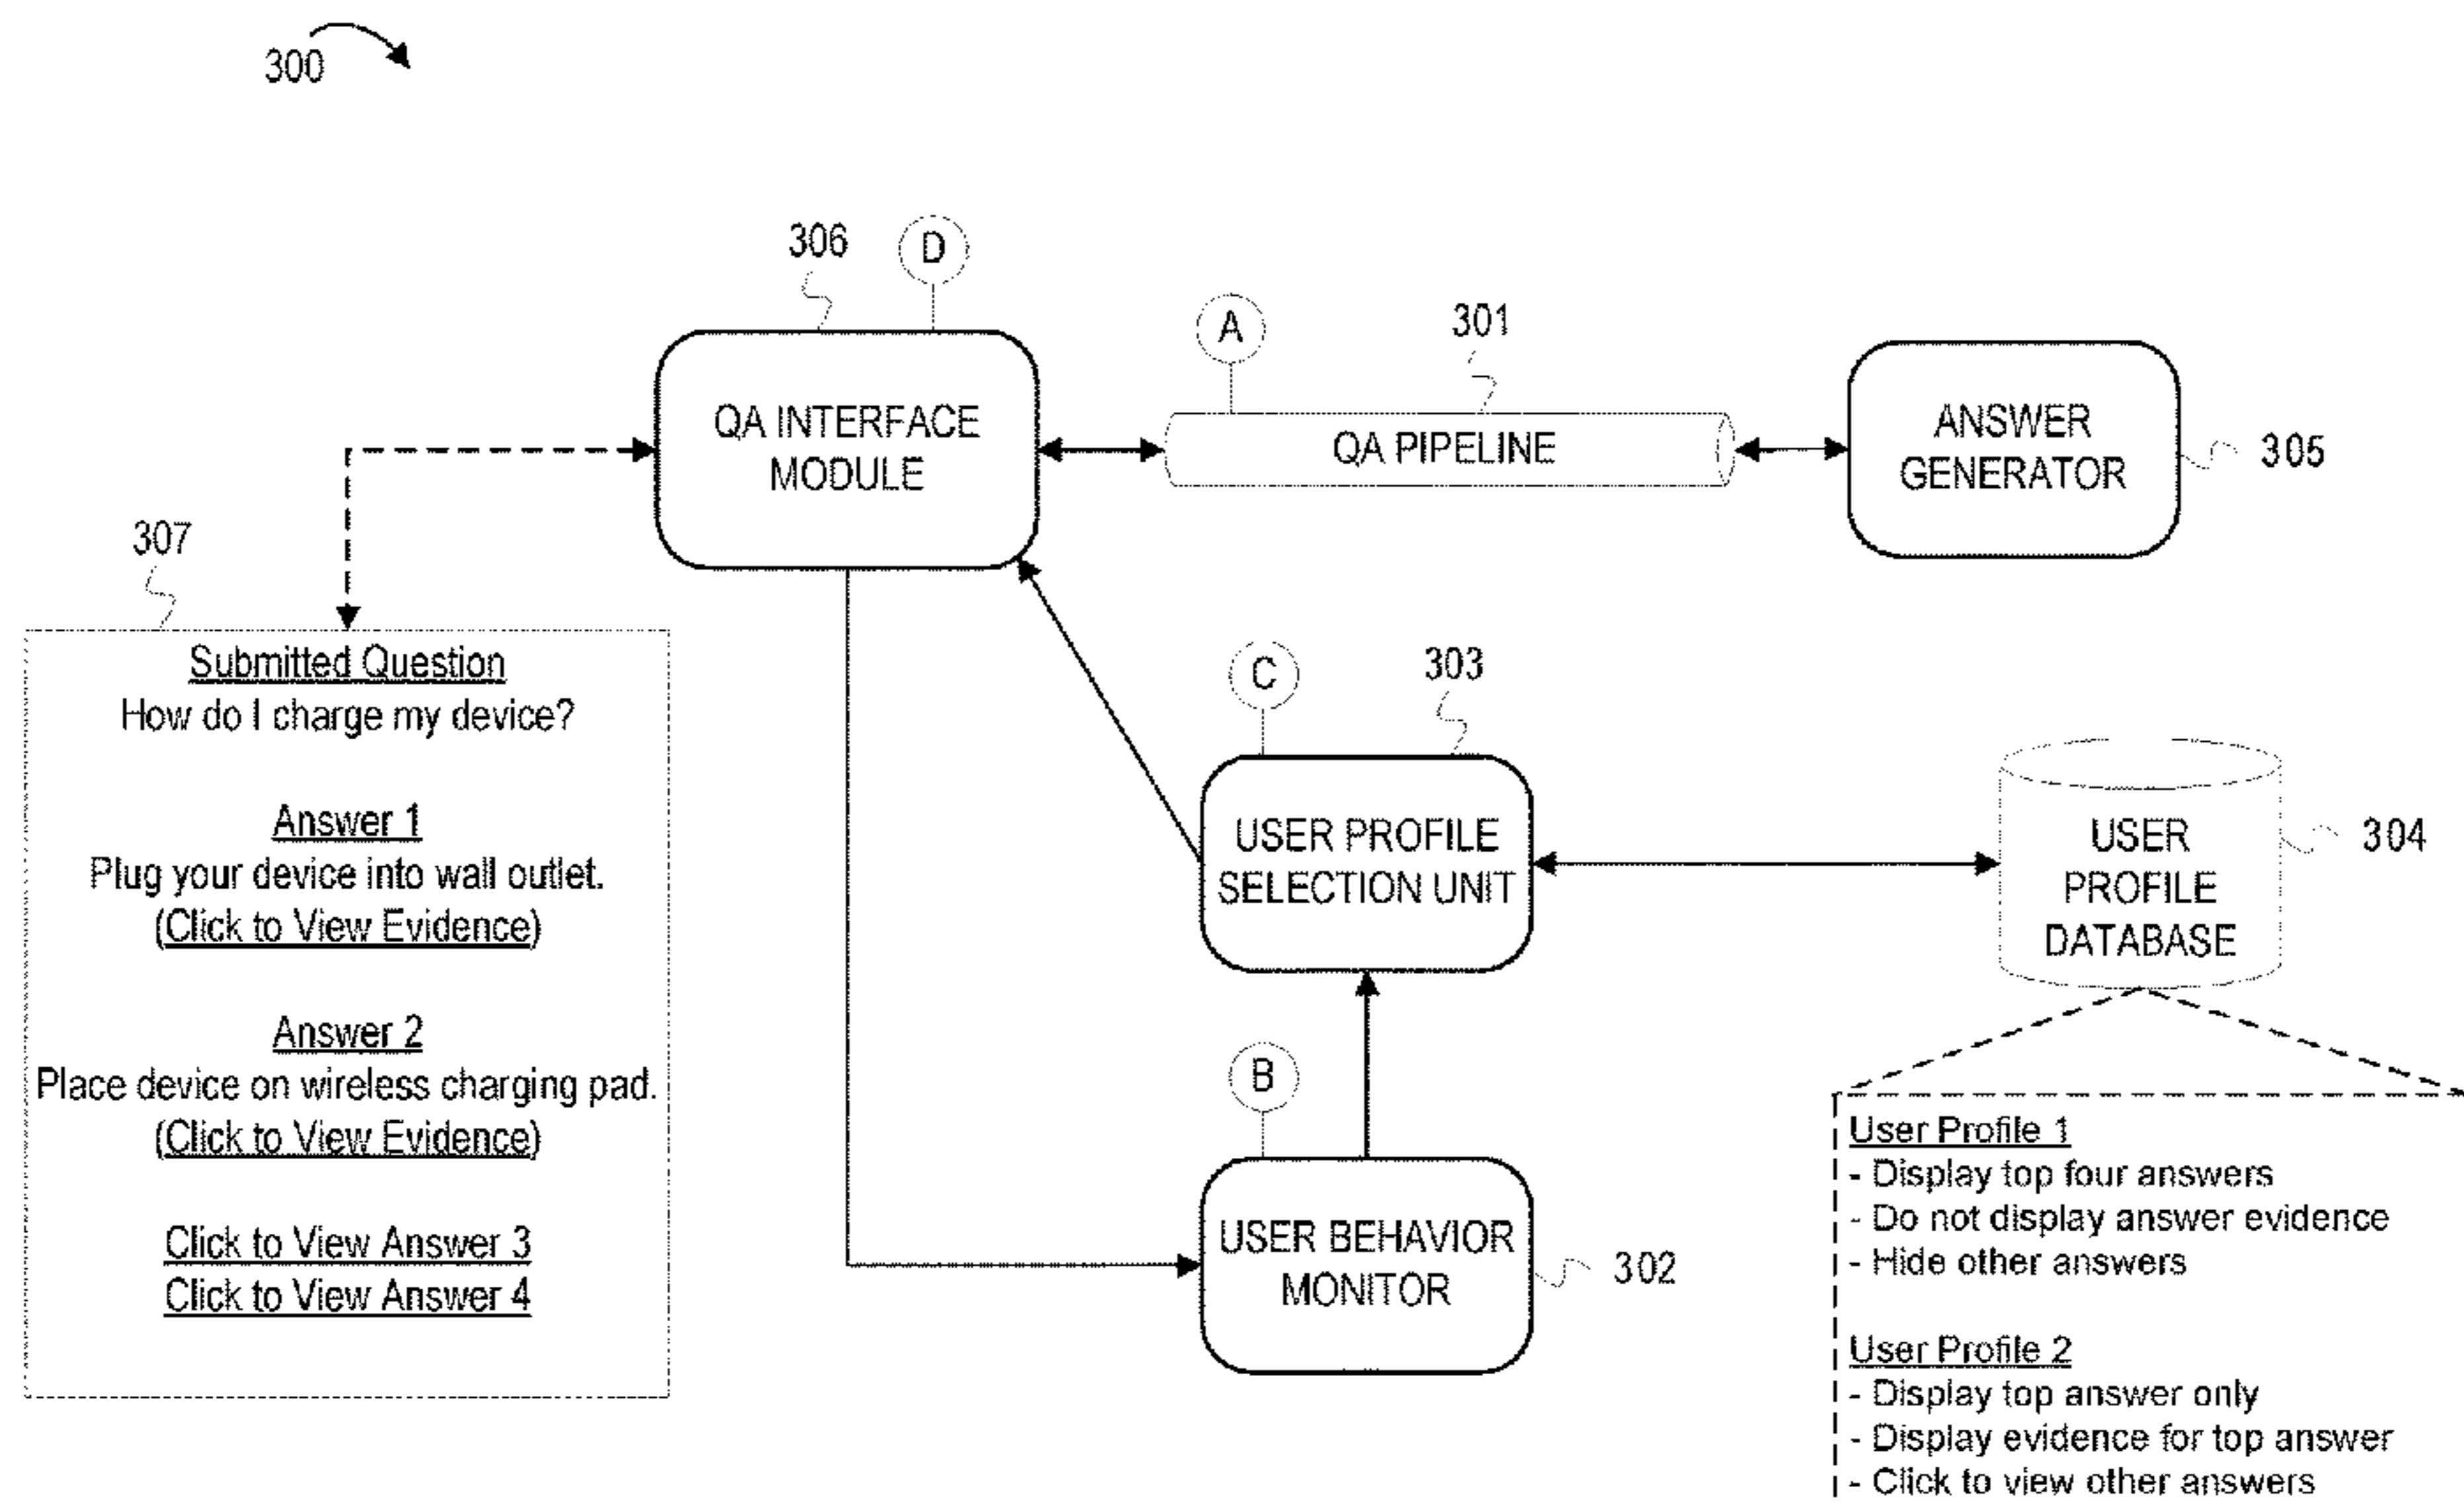 300
306
D
A
301
QA INTERFACE
MODULE
QA PIPELINE
ANSWER
GENERATOR
305
307
Submitted Question
How do I charge my device?
Answer 1
Plug your device into wall outlet.
(Click to View Evidence)
Answer 2
Place device on wireless charging pad.
(Click to View Evidence)
Click to View Answer 3
Click to View Answer 4
C
303
USER PROFILE
SELECTION UNIT
USER
PROFILE
DATABASE
304
B
USER BEHAVIOR
MONITOR
302
User Profile 1
- Display top four answers
- Do not display answer evidence
- Hide other answers
User Profile 2
- Display top answer only
- Display evidence for top answer
- Click to view other answers